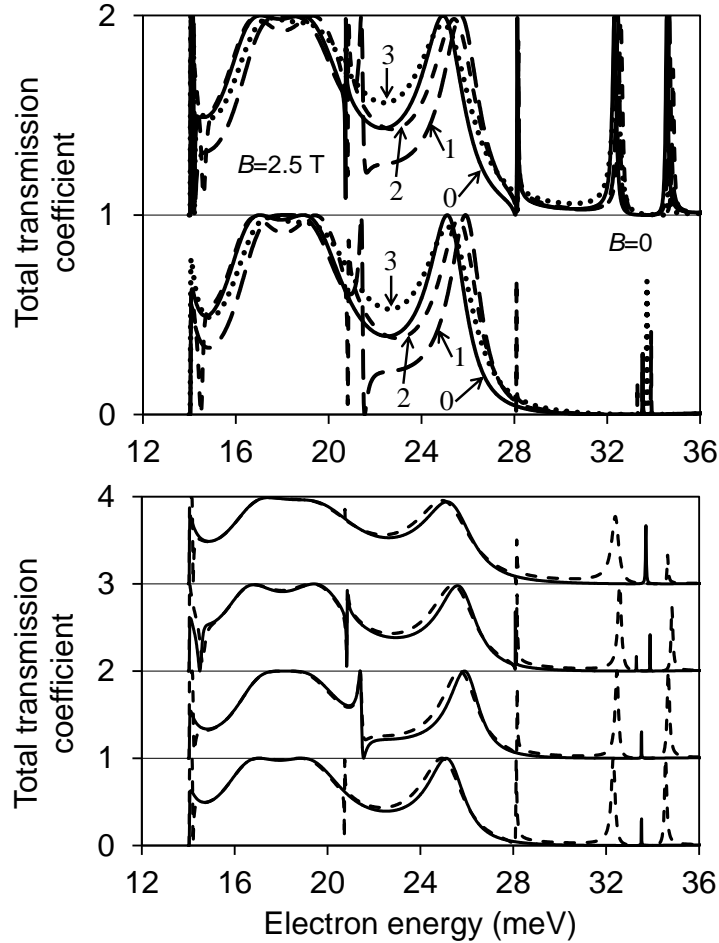 Total transmission
coefficient
2
1
0
B=2.5 T
B=0
3
1
2
0
3
1
2
0
12 16 20 24 28 32 36
Total transmission
coefficient
4
3
2
1
0
12 16 20 24 28 32 36
Electron energy (meV)